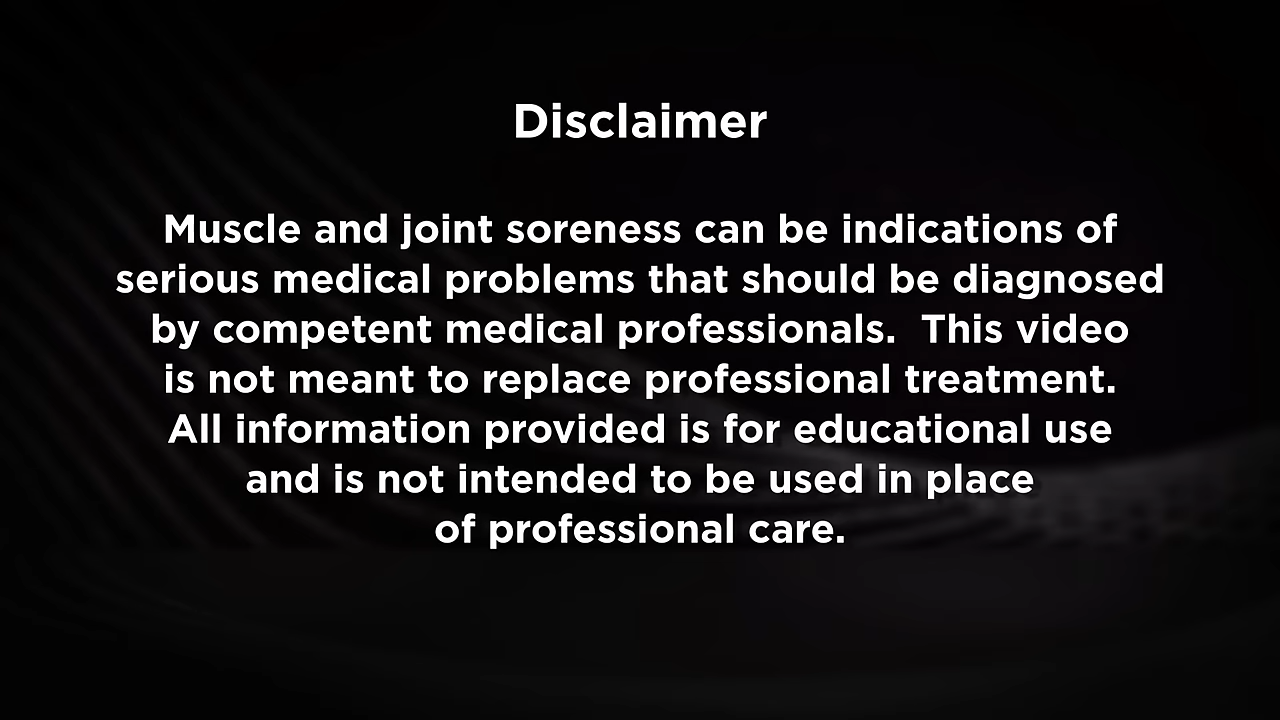 Disclaimer
Muscle and joint soreness can be indications of
serious medical problems that should be diagnosed
by competent medical professionals.  This video
is not meant to replace professional treatment.
All information provided is for educational use
and is not intended to be used in place
of professional care.